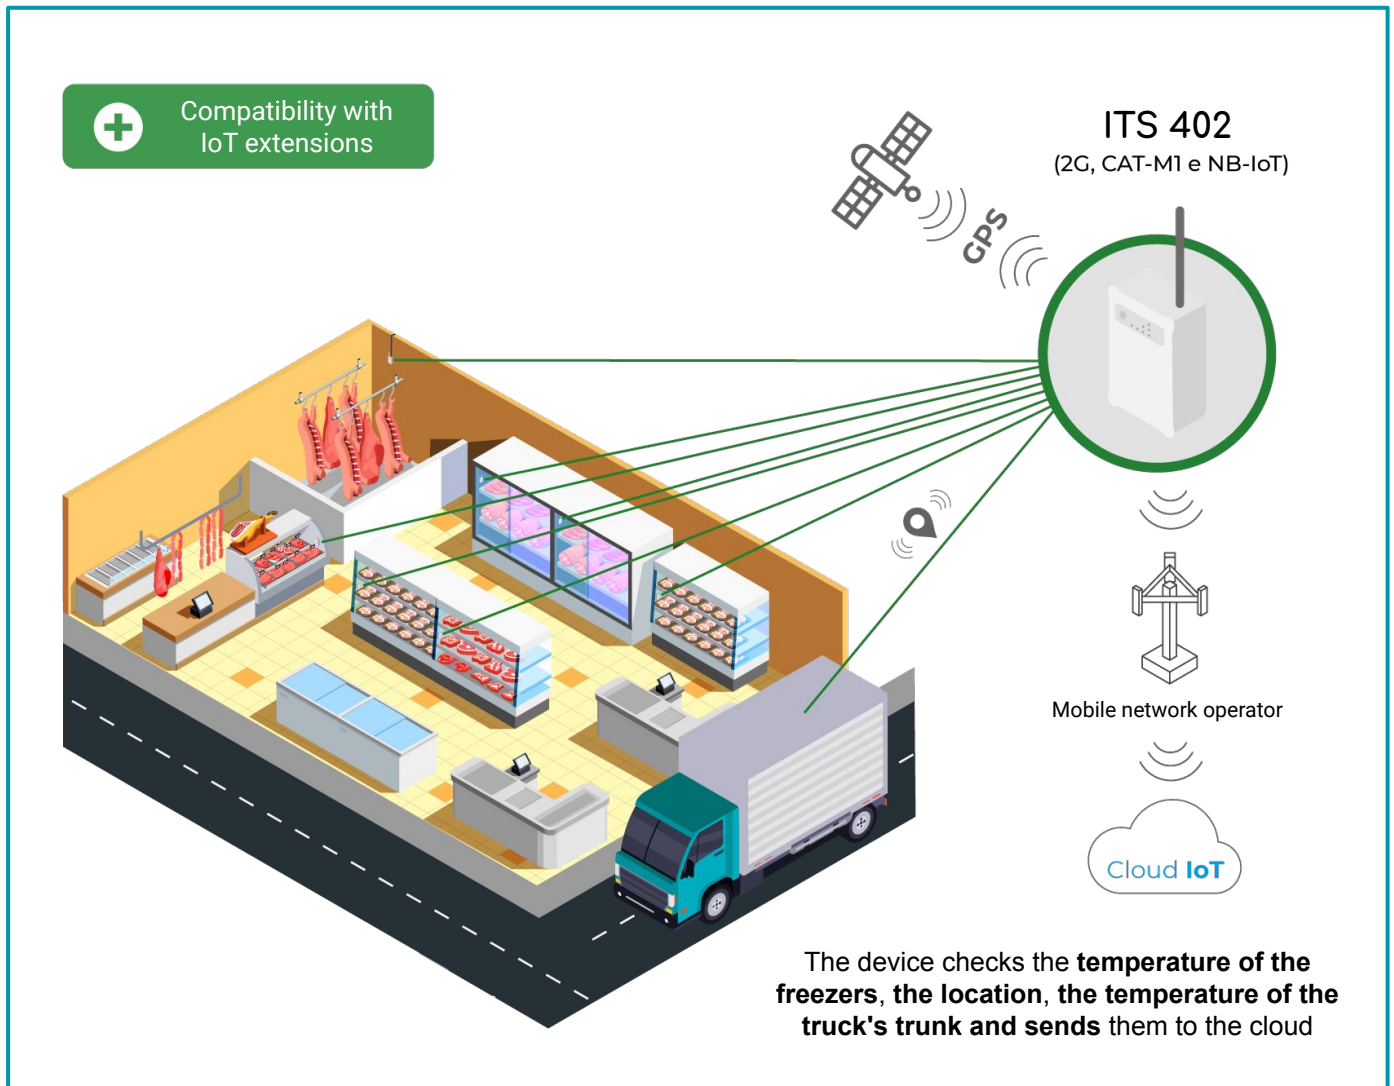 Compatibility with
IoT extensions
GPS
ITS 402
(2G, CAT-M1 e NB-IoT)
Mobile network operator
Cloud IoT
The device checks the temperature of the
freezers, the location, the temperature of the
truck's trunk and sends them to the cloud